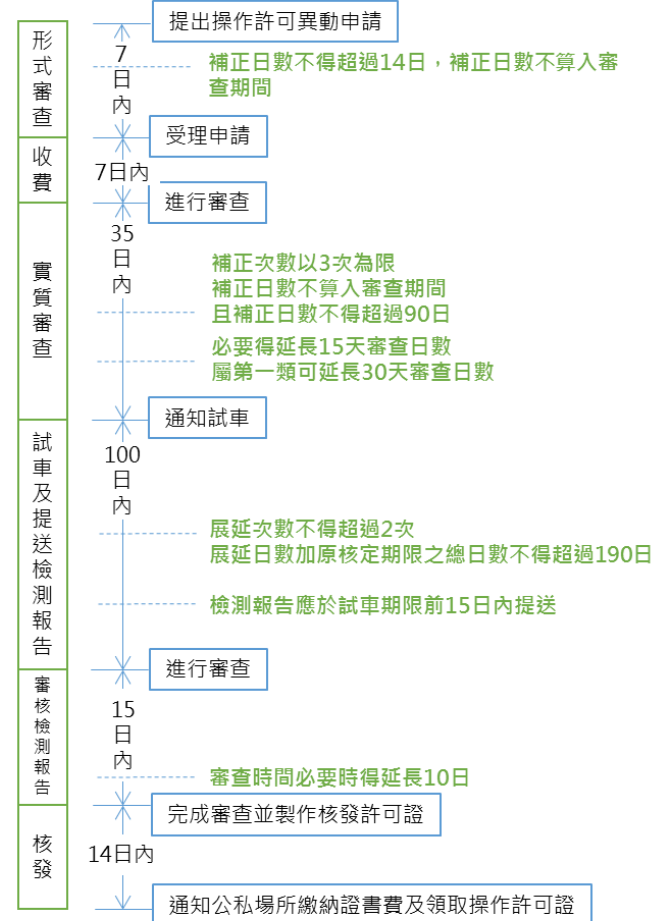 提出操作許可異動申請
形式審查
7日內
補正日數不得超過14日，補正日數不算入審
查期間
受理申請
收費
7日內
進行審查
實質審查
35日內
補正次數以3次為限
補正日數不算入審查期間
且補正日數不得超過90日
必要得延長15天審查日數
屬第一類可延長30天審查日數
通知試車
試車及提送檢測報告
100日內
展延次數不得超過2次
展延日數加原核定期限之總日數不得超過190日
檢測報告應於試車期限前15日內提送
進行審查
審核檢測報告
15日內
審查時間必要時得延長10日
完成審查並製作核發許可證
核發
14日內
通知公私場所繳納證書費及領取操作許可證